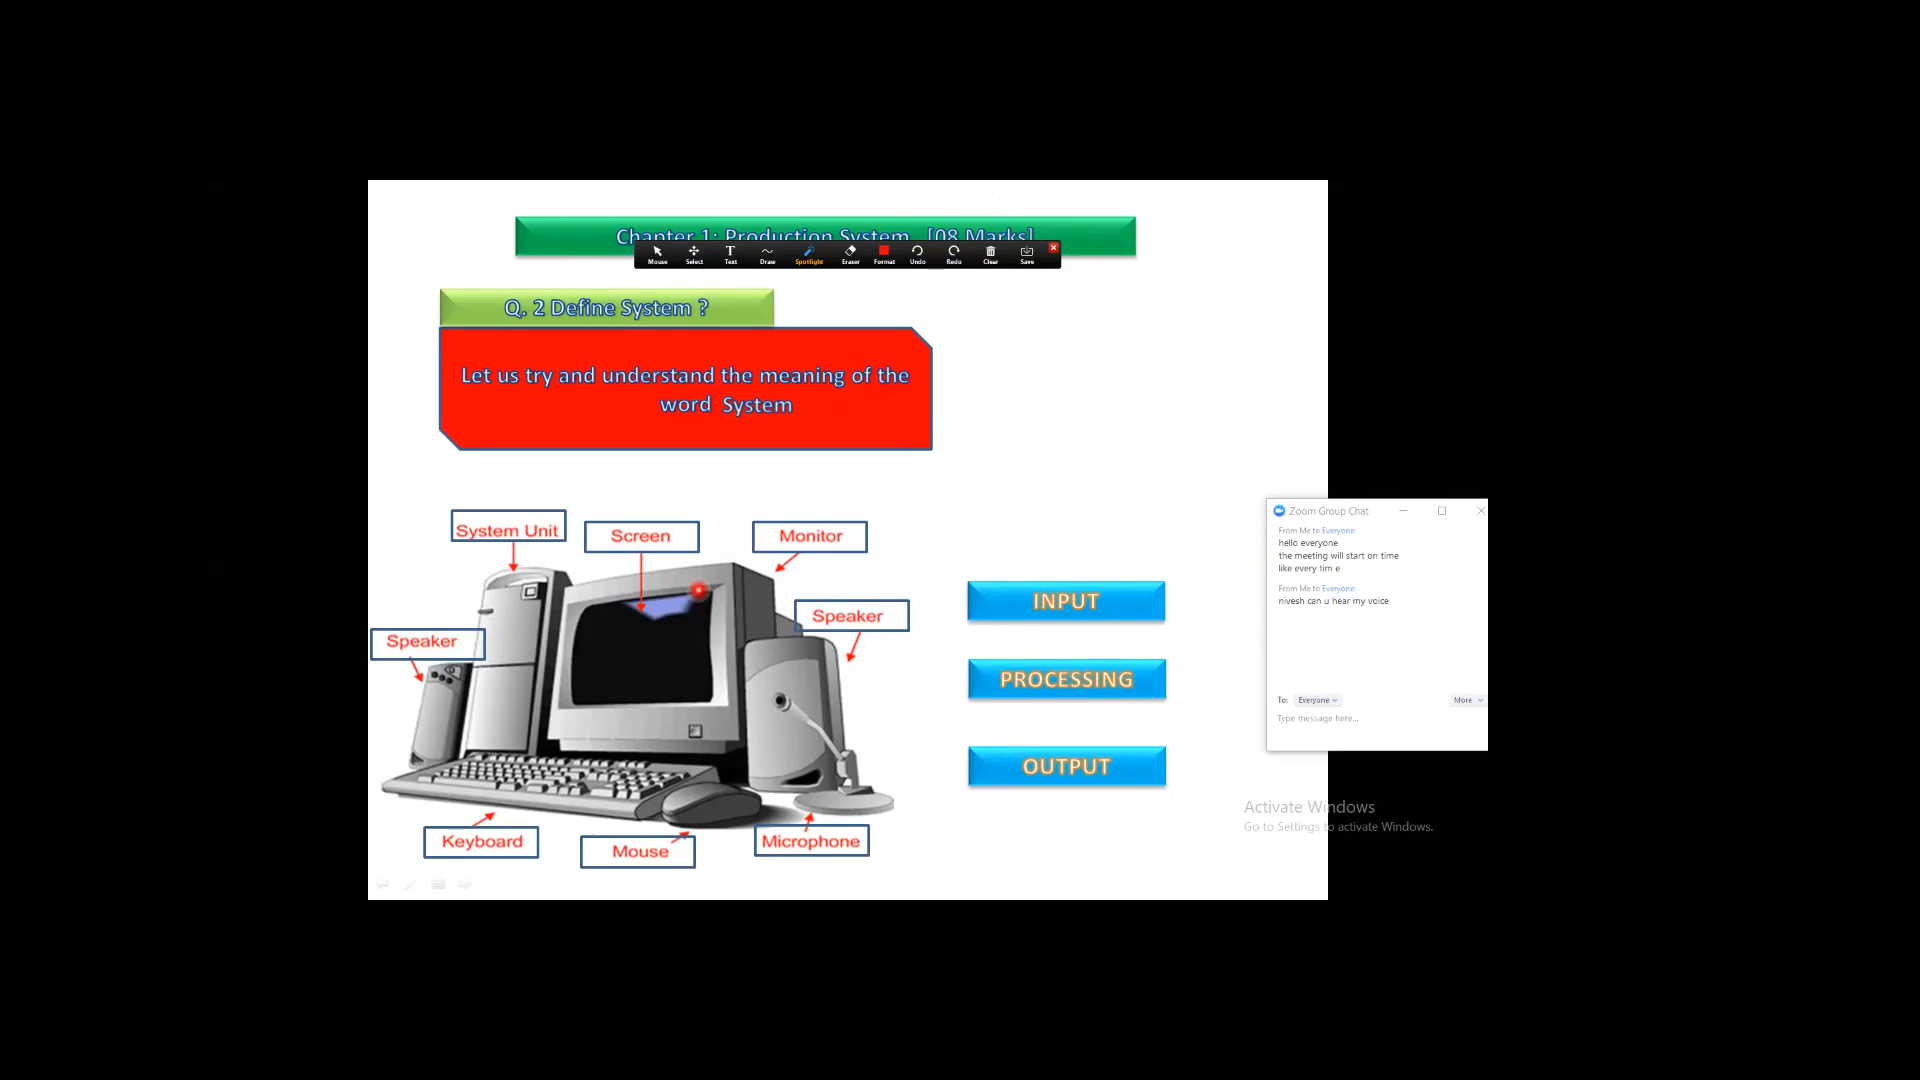 Chapter 1: Production System [08 Marks]
Mouse Select Text Draw Spotlight Eraser Format Undo Redo Clear Save
Q. 2 Define System ?
Let us try and understand the meaning of the
word System
System Unit
Screen
Monitor
Speaker
Speaker
Keyboard
Mouse
Microphone
INPUT
PROCESSING
OUTPUT
Zoom Group Chat
From Me to Everyone:
hello everyone
the meeting will start on time
like every tim e
From Me to Everyone:
nivesh can u hear my voice
To: Everyone More
Type message here...
Activate Windows
Go to Settings to activate Windows.